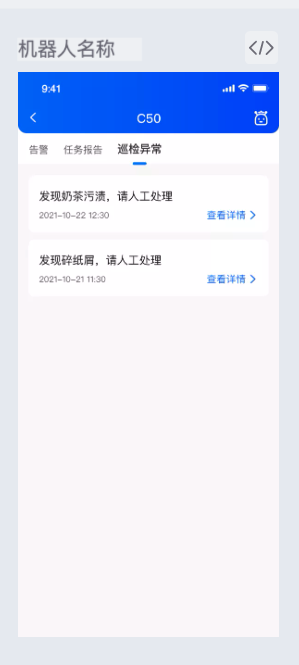 机器人名称
</>
9:41
C50
告警 任务报告 巡检异常
发现奶茶污渍，请人工处理
2021-10-22 12:30 查看详情
发现碎纸屑，请人工处理
2021-10-21 11:30 查看详情